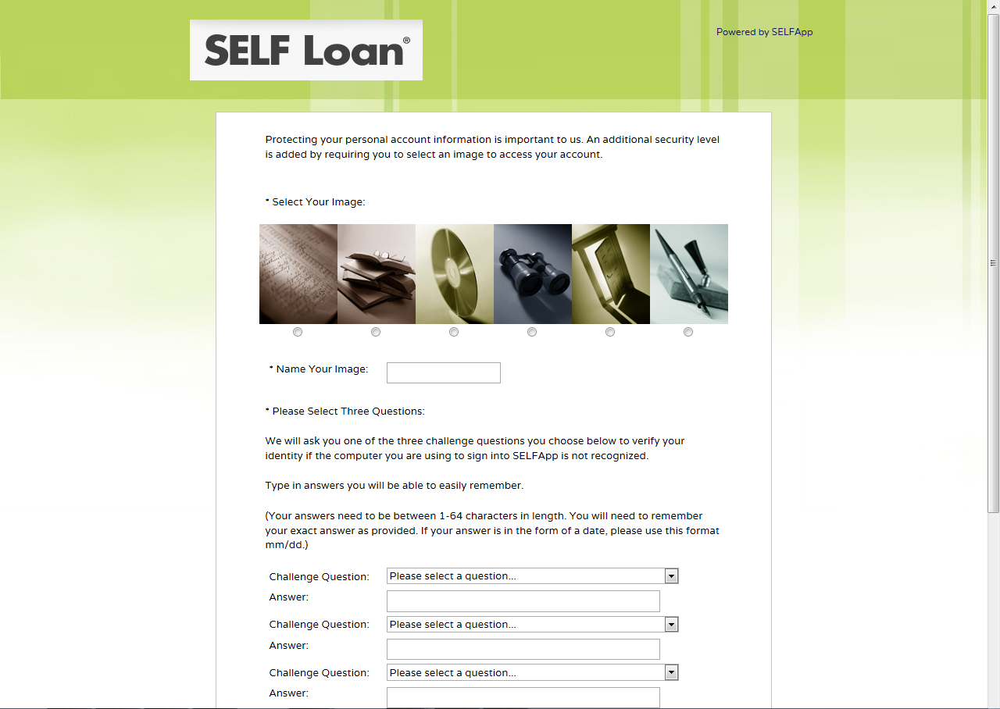 SELF Loan®
Powered by SELFApp
Protecting your personal account information is important to us. An additional security level
is added by requiring you to select an image to access your account.
* Select Your Image:
* Name Your Image:
* Please Select Three Questions:
We will ask you one of the three challenge questions you choose below to verify your
identity if the computer you are using to sign into SELFApp is not recognized.
Type in answers you will be able to easily remember.
(Your answers need to be between 1-64 characters in length. You will need to remember
your exact answer as provided. If your answer is in the form of a date, please use this format
mm/dd.)
Challenge Question: Please select a question...
Answer:
Challenge Question: Please select a question...
Answer:
Challenge Question: Please select a question...
Answer: